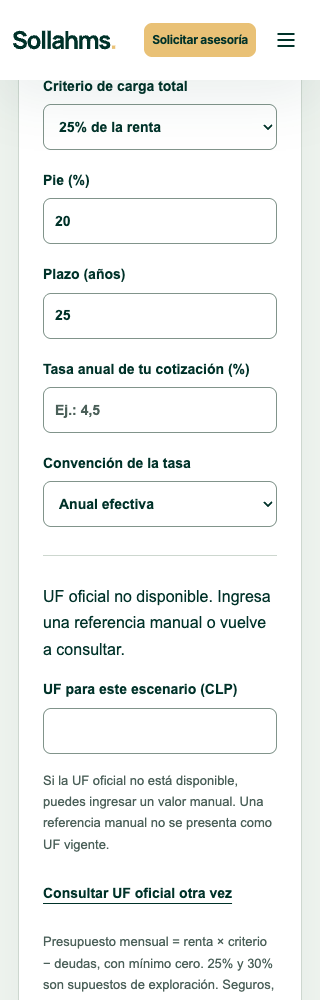 Sollahms.
Solicitar asesoría
Criterio de carga total
25% de la renta
Pie (%)
20
Plazo (años)
25
Tasa anual de tu cotización (%)
Ej.: 4,5
Convención de la tasa
Anual efectiva
UF oficial no disponible. Ingresa
una referencia manual o vuelve
a consultar.
UF para este escenario (CLP)
Si la UF oficial no está disponible,
puedes ingresar un valor manual. Una
referencia manual no se presenta como
UF vigente.
Consultar UF oficial otra vez
Presupuesto mensual = renta × criterio
− deudas, con mínimo cero. 25% y 30%
son supuestos de exploración. Seguros,